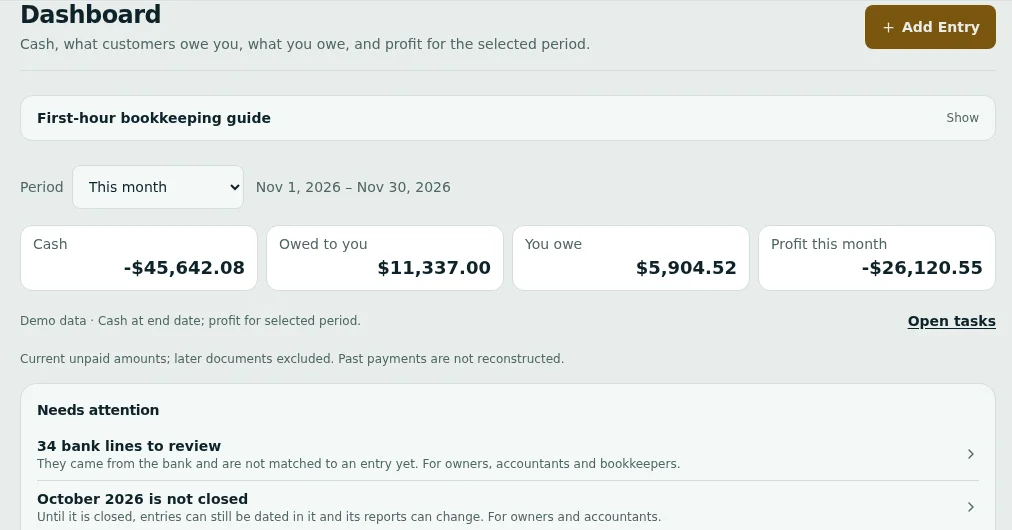 Dashboard
+ Add Entry
Cash, what customers owe you, what you owe, and profit for the selected period.
First-hour bookkeeping guide
Show
Period
This month
Nov 1, 2026 – Nov 30, 2026
Cash
-$45,642.08
Owed to you
$11,337.00
You owe
$5,904.52
Profit this month
-$26,120.55
Demo data · Cash at end date; profit for selected period.
Open tasks
Current unpaid amounts; later documents excluded. Past payments are not reconstructed.
Needs attention
34 bank lines to review
They came from the bank and are not matched to an entry yet. For owners, accountants and bookkeepers.
October 2026 is not closed
Until it is closed, entries can still be dated in it and its reports can change. For owners and accountants.